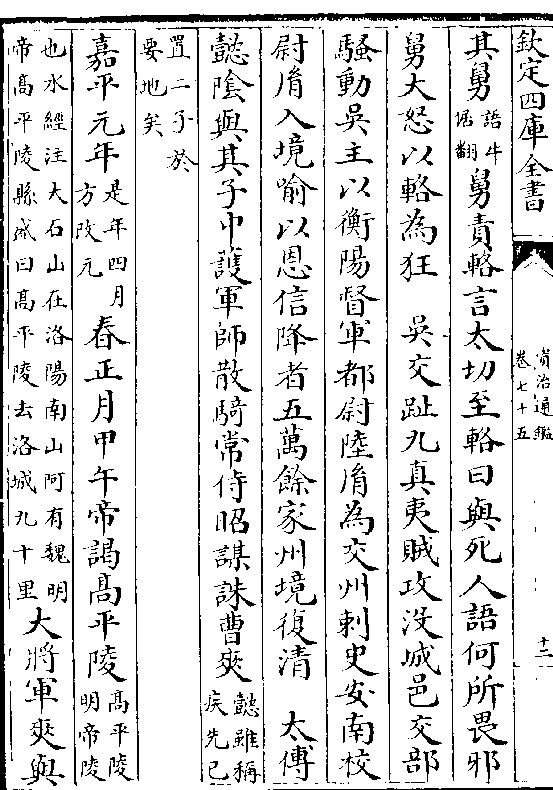 欽定四庫全書
資治通鑑
卷七十五
十二
其舅語牛倨翻舅責輅言太切至輅曰與死人語何所畏邪
舅大怒以輅為狂　吳交趾九真夷賊攻沒城邑交部
騷動吳主以衡陽督軍都尉陸胤為交州刺史安南校
尉胤入境喻以恩信降者五萬餘家州境復清　太傅
懿陰與其子中護軍師散騎常侍昭謀誅曹爽懿雖稱疾先已
置二子於要地矣
嘉平元年是年四月方改元春正月甲午帝謁高平陵高平陵明帝陵
也水經注大石山在洛陽南山阿有魏明帝高平陵縣盛曰高平陵去洛城九十里大將軍爽與